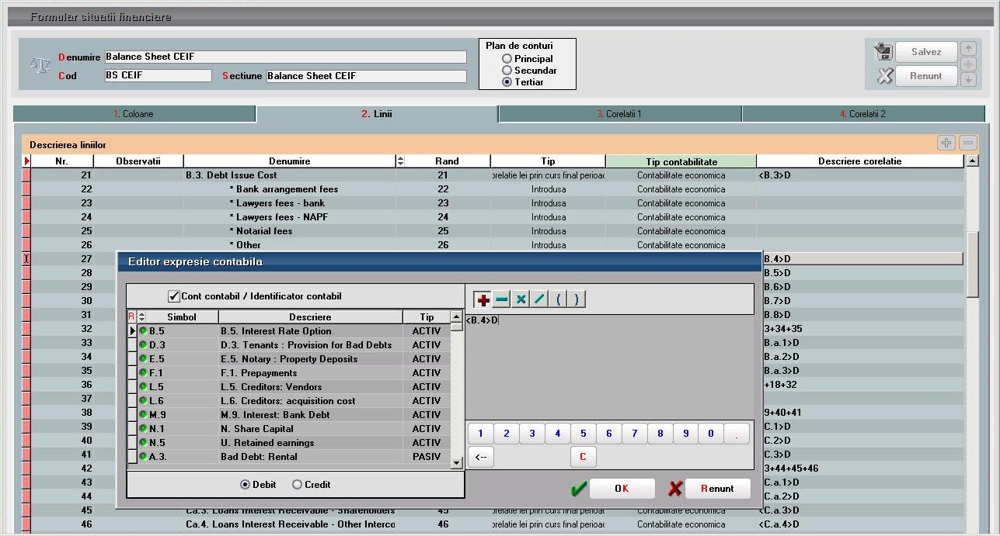 Formular situatii financiare
Denumire Balance Sheet CEIF
Cod BS CEIF Sectiune Balance Sheet CEIF
Plan de conturi
Principal
Secundar
Tertiar
Salvez
Renunt
1. Coloane 2. Linii 3. Corelatii 1 4. Corelatii 2
Descrierea liniilor
Nr. Observatii Denumire Rand Tip Tip contabilitate Descriere corelatie
21 B.3. Debt Issue Cost 21 orelatie lei prin curs final perioac Contabilitate economica <B.3>D
22 * Bank arrangement fees 22 Introdusa Contabilitate economica
23 * Lawyers fees - bank 23 Introdusa Contabilitate economica
24 * Lawyers fees - NAPF 24 Introdusa Contabilitate economica
25 * Notarial fees 25 Introdusa Contabilitate economica
26 * Other 26 Introdusa Contabilitate economica
27 B.4>D
28 B.5>D
29 B.6>D
30 B.7>D
31 B.8>D
32 3+34+35
33 B.a.1>D
34 B.a.2>D
35 B.a.3>D
36 +18+32
37
38 9+40+41
39 C.1>D
40 C.2>D
41 C.3>D
42 3+44+45+46
43 C.a.1>D
44 C.a.2>D
45 Ca.3. Loans Interest Receivable - Shareholders 45 orelatie lei prin curs final perioac Contabilitate economica <C.a.3>D
46 Ca.4. Loans Interest Receivable - Other Interco 46 orelatie lei prin curs final perioac Contabilitate economica <C.a.4>D
Editor expresie contabila
Cont contabil / Identificator contabil
R Simbol Descriere Tip
B.5 B.5. Interest Rate Option ACTIV
D.3 D.3. Tenants : Provision for Bad Debts ACTIV
E.5 E.5. Notary : Property Deposits ACTIV
F.1 F.1. Prepayments ACTIV
L.5 L.5. Creditors: Vendors ACTIV
L.6 L.6. Creditors: acquisition cost ACTIV
M.9 M.9. Interest: Bank Debt ACTIV
N.1 N. Share Capital ACTIV
N.5 U. Retained earnings ACTIV
A.3. Bad Debt: Rental PASIV
Debit Credit
( )
<B.4>D
1 2 3 4 5 6 7 8 9 0 .
<-- C
OK Renunt